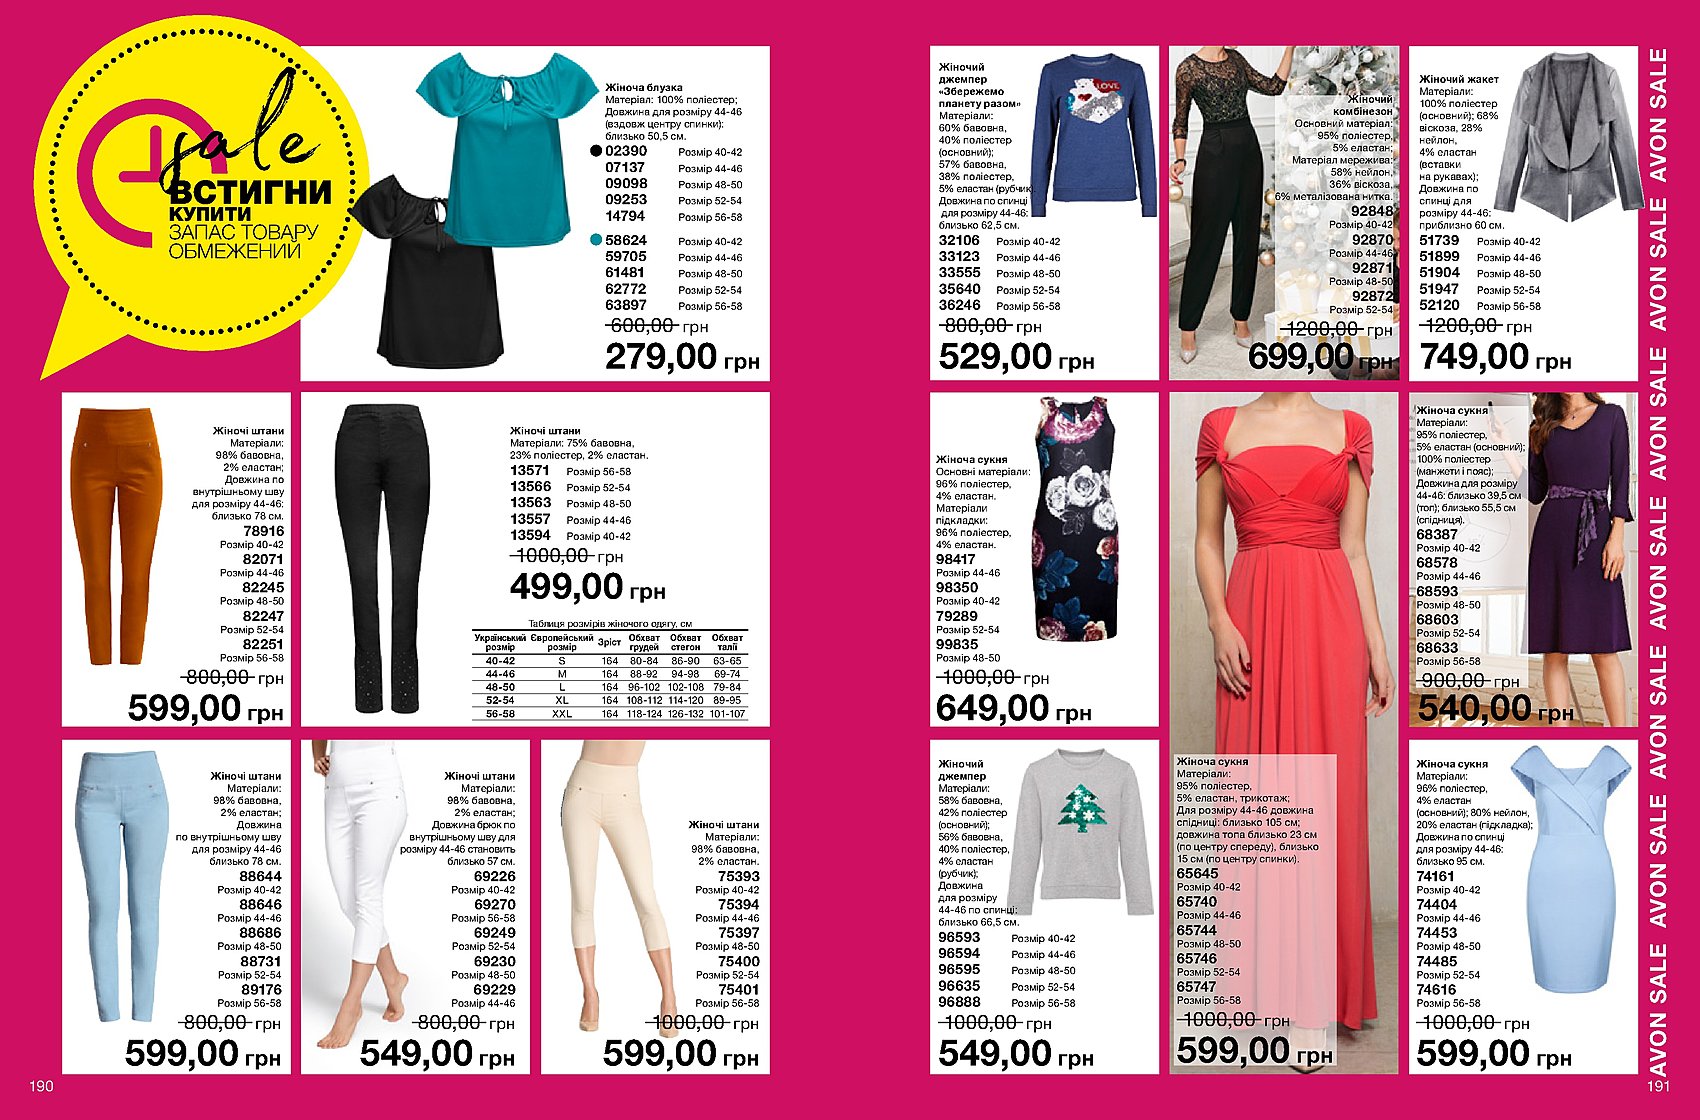 sale
ВСТИГНИ
КУПИТИ
ЗАПАС ТОВАРУ
ОБМЕЖЕНИЙ
Жіноча блузка
Матеріал: 100% поліестер;
Довжина для розміру 44-46
(вздовж центру спинки):
близько 50,5 см.
02390 Розмір 40-42
07137 Розмір 44-46
09098 Розмір 48-50
09253 Розмір 52-54
14794 Розмір 56-58
58624 Розмір 40-42
59705 Розмір 44-46
61481 Розмір 48-50
62772 Розмір 52-54
63897 Розмір 56-58
600,00 грн
279,00 грн
Жіночі штани
Матеріали:
98% бавовна,
2% еластан;
Довжина по
внутрішньому шву
для розміру 44-46:
близько 78 см.
78916
Розмір 40-42
82071
Розмір 44-46
82245
Розмір 48-50
82247
Розмір 52-54
82251
Розмір 56-58
800,00 грн
599,00 грн
Жіночі штани
Матеріали: 75% бавовна,
23% поліестер, 2% еластан.
13571 Розмір 56-58
13566 Розмір 52-54
13563 Розмір 48-50
13557 Розмір 44-46
13594 Розмір 40-42
1000,00 грн
499,00 грн
Таблиця розмірів жіночого одягу, см
Український розмір Європейський розмір Зріст Обхват грудей Обхват стегон Обхват талії
40-42 S 164 80-84 86-90 63-65
44-46 M 164 88-92 94-98 69-74
48-50 L 164 96-102 102-108 79-84
52-54 XL 164 108-112 114-120 89-95
56-58 XXL 164 118-124 126-132 101-107
Жіночі штани
Матеріали:
98% бавовна,
2% еластан;
Довжина
по внутрішньому шву
для розміру 44-46
близько 78 см.
88644
Розмір 40-42
88646
Розмір 44-46
88686
Розмір 48-50
88731
Розмір 52-54
89176
Розмір 56-58
800,00 грн
599,00 грн
Жіночі штани
Матеріали:
98% бавовна,
2% еластан;
Довжина брюк по
внутрішньому шву для
розміру 44-46 становить
близько 57 см.
69226
Розмір 40-42
69270
Розмір 56-58
69249
Розмір 52-54
69230
Розмір 48-50
69229
Розмір 44-46
800,00 грн
549,00 грн
Жіночі штани
Матеріали:
98% бавовна,
2% еластан.
75393
Розмір 40-42
75394
Розмір 44-46
75397
Розмір 48-50
75400
Розмір 52-54
75401
Розмір 56-58
1000,00 грн
599,00 грн
190
Жіночий
джемпер
«Збережемо
планету разом»
Матеріали:
60% бавовна,
40% поліестер
(основний);
57% бавовна,
38% поліестер,
5% еластан (рубчик)
Довжина по спинці
для розміру 44-46:
близько 62,5 см.
32106 Розмір 40-42
33123 Розмір 44-46
33555 Розмір 48-50
35640 Розмір 52-54
36246 Розмір 56-58
800,00 грн
529,00 грн
LOVE
Жіночий
комбінезон
Основний матеріал:
95% поліестер,
5% еластан;
Матеріал мережива:
58% нейлон,
36% віскоза,
6% металізована нитка.
92848
Розмір 40-42
92870
Розмір 44-46
92871
Розмір 48-50
92872
Розмір 52-54
1200,00 грн
699,00 грн
Жіночий жакет
Матеріали:
100% поліестер
(основний); 68%
віскоза, 28%
нейлон,
4% еластан
(вставки
на рукавах);
Довжина по
спинці для
розміру 44-46:
приблизно 60 см.
51739 Розмір 40-42
51899 Розмір 44-46
51904 Розмір 48-50
51947 Розмір 52-54
52120 Розмір 56-58
1200,00 грн
749,00 грн
Жіноча сукня
Основні матеріали:
96% поліестер,
4% еластан.
Матеріали
підкладки:
96% поліестер,
4% еластан.
98417
Розмір 44-46
98350
Розмір 40-42
79289
Розмір 52-54
99835
Розмір 48-50
1000,00 грн
649,00 грн
Жіноча сукня
Матеріали:
95% поліестер,
5% еластан (основний);
100% поліестер
(манжети і пояс);
Довжина для розміру
44-46: близько 39,5 см
(топ); близько 55,5 см
(спідниця).
68387
Розмір 40-42
68578
Розмір 44-46
68593
Розмір 48-50
68603
Розмір 52-54
68633
Розмір 56-58
900,00 грн
540,00 грн
Жіночий
джемпер
Матеріали:
58% бавовна,
42% поліестер
(основний);
56% бавовна,
40% поліестер,
4% еластан
(рубчик);
Довжина
для розміру
44-46 по спинці:
близько 66,5 см.
96593 Розмір 40-42
96594 Розмір 44-46
96595 Розмір 48-50
96635 Розмір 52-54
96888 Розмір 56-58
1000,00 грн
549,00 грн
Жіноча сукня
Матеріали:
95% поліестер,
5% еластан, трикотаж;
Для розміру 44-46 довжина
спідниці: близько 105 см;
довжина топа близько 23 см
(по центру спереду), близько
15 см (по центру спинки).
65645
Розмір 40-42
65740
Розмір 44-46
65744
Розмір 48-50
65746
Розмір 52-54
65747
Розмір 56-58
1000,00 грн
599,00 грн
Жіноча сукня
Матеріали:
96% поліестер,
4% еластан
(основний); 80% нейлон,
20% еластан (підкладка);
Довжина по спинці
для розміру 44-46:
близько 95 см.
74161
Розмір 40-42
74404
Розмір 44-46
74453
Розмір 48-50
74485
Розмір 52-54
74616
Розмір 56-58
1000,00 грн
599,00 грн
AVON SALE AVON SALE AVON SALE AVON SALE AVON SALE AVON SALE AVON SALE
191